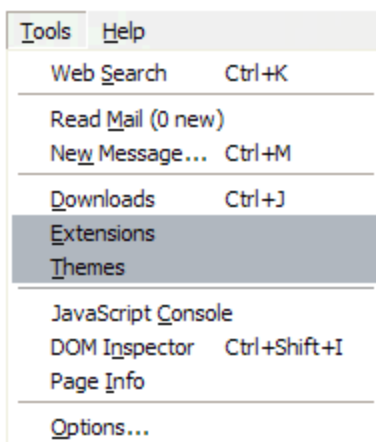 Tools Help
Web Search Ctrl+K
Read Mail (0 new)
New Message... Ctrl+M
Downloads Ctrl+J
Extensions
Themes
JavaScript Console
DOM Inspector Ctrl+Shift+I
Page Info
Options...